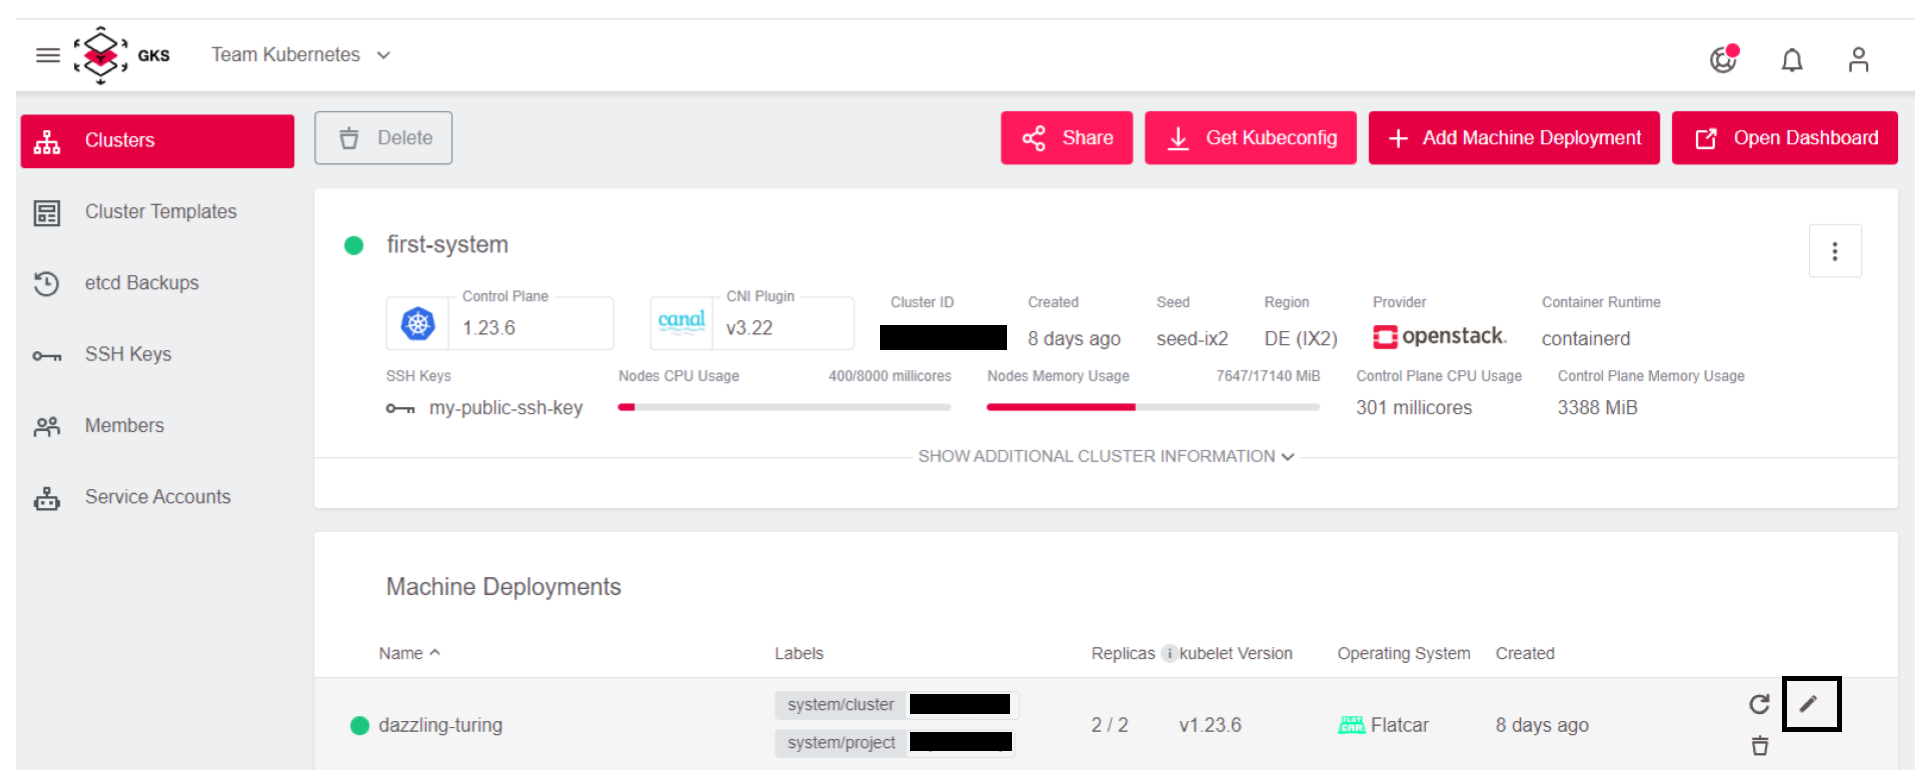 GKS Team Kubernetes
Clusters
Cluster Templates
etcd Backups
SSH Keys
Members
Service Accounts
Delete Share Get Kubeconfig Add Machine Deployment Open Dashboard
first-system
Control Plane CNI Plugin Cluster ID Created Seed Region Provider Container Runtime
1.23.6 canal v3.22 8 days ago seed-ix2 DE (IX2) openstack. containerd
SSH Keys Nodes CPU Usage 400/8000 millicores Nodes Memory Usage 7647/17140 MiB Control Plane CPU Usage Control Plane Memory Usage
my-public-ssh-key 301 millicores 3388 MiB
SHOW ADDITIONAL CLUSTER INFORMATION
Machine Deployments
Name Labels Replicas i kubelet Version Operating System Created
system/cluster
dazzling-turing 2 / 2 v1.23.6 FLAT CAR Flatcar 8 days ago
system/project